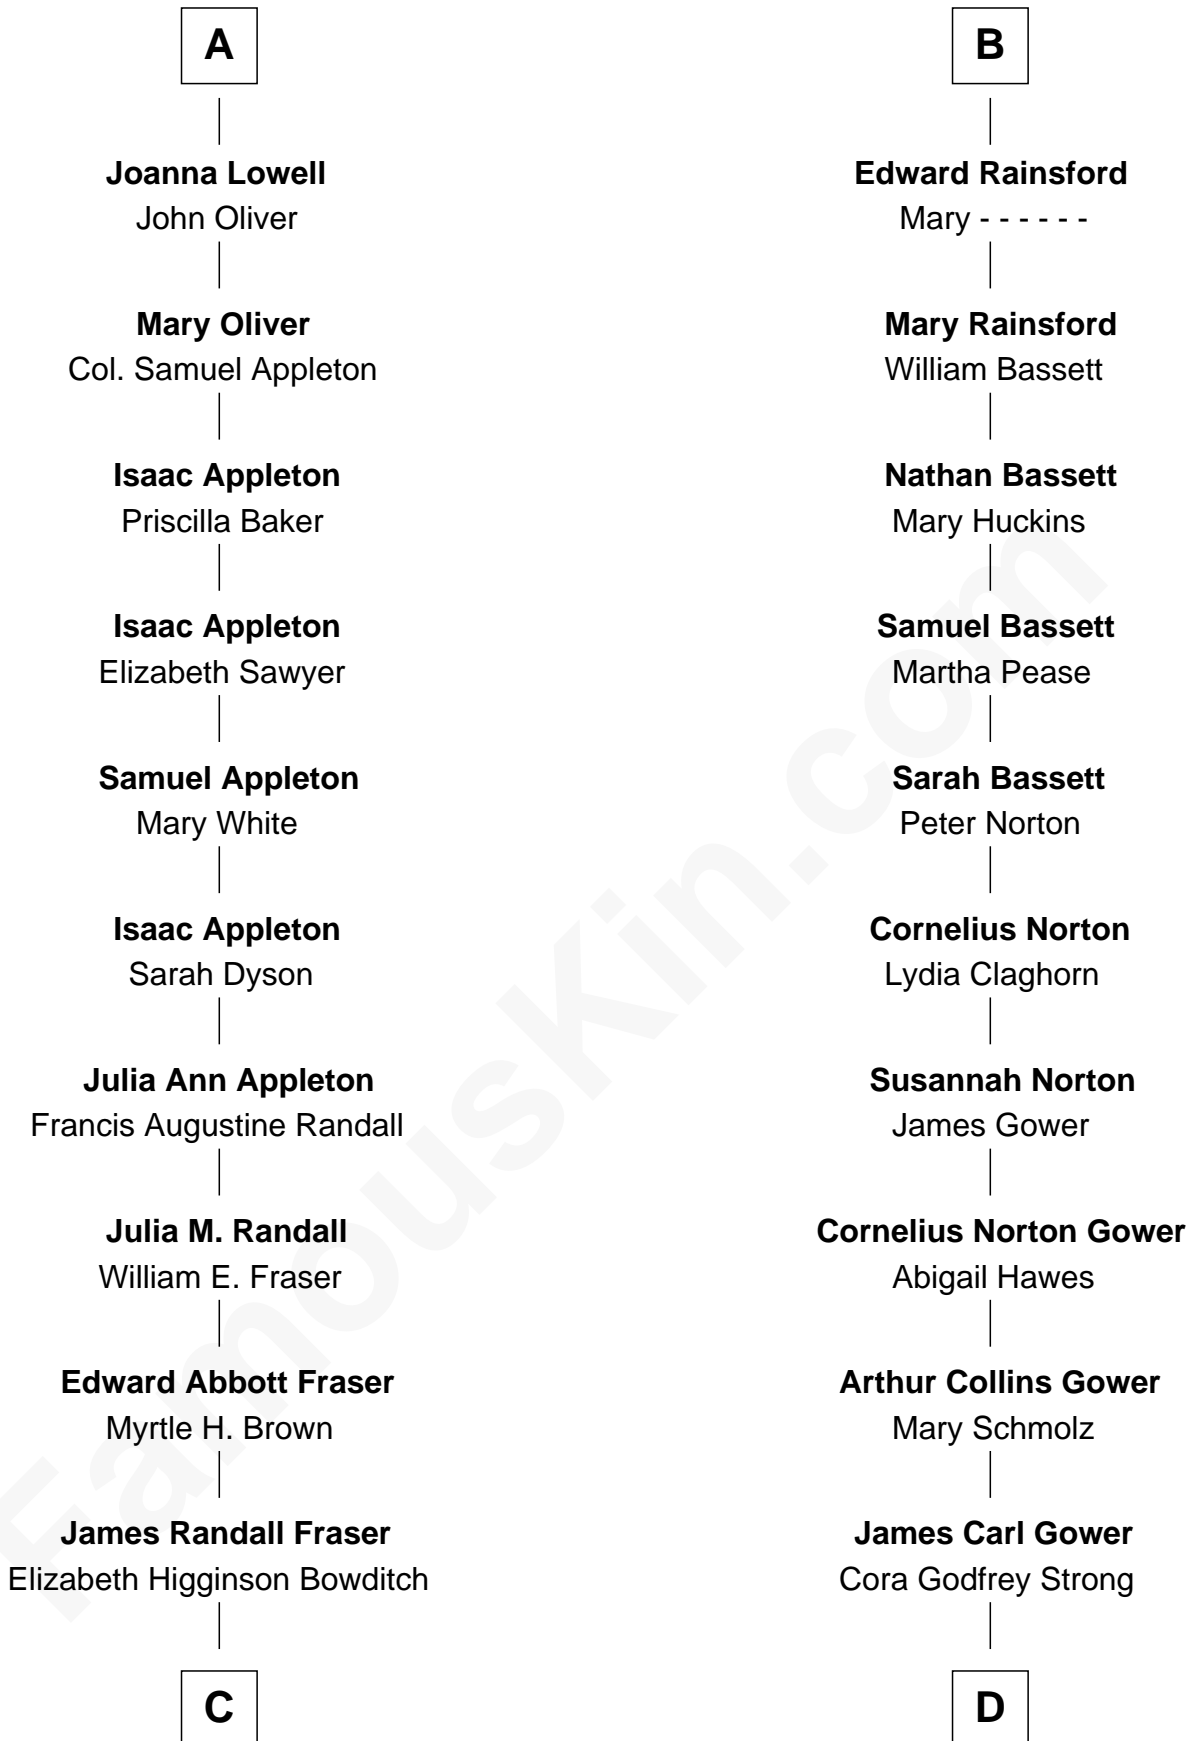 A
Joanna Lowell
John Oliver
Mary Oliver
Col. Samuel Appleton
Isaac Appleton
Priscilla Baker
Isaac Appleton
Elizabeth Sawyer
Samuel Appleton
Mary White
Isaac Appleton
Sarah Dyson
Julia Ann Appleton
Francis Augustine Randall
Julia M. Randall
William E. Fraser
Edward Abbott Fraser
Myrtle H. Brown
James Randall Fraser
Elizabeth Higginson Bowditch
C
B
Edward Rainsford
Mary - - - - - -
Mary Rainsford
William Bassett
Nathan Bassett
Mary Huckins
Samuel Bassett
Martha Pease
Sarah Bassett
Peter Norton
Cornelius Norton
Lydia Claghorn
Susannah Norton
James Gower
Cornelius Norton Gower
Abigail Hawes
Arthur Collins Gower
Mary Schmolz
James Carl Gower
Cora Godfrey Strong
D
FamousKin.com